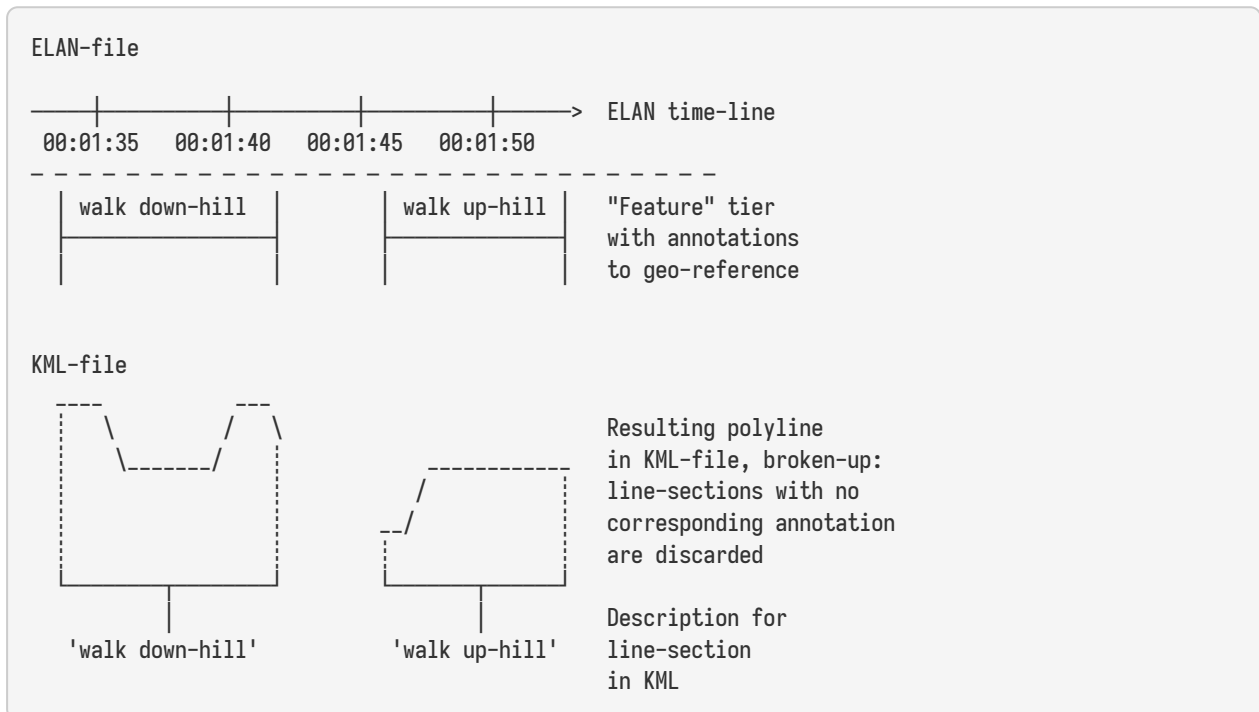 ELAN-file
ELAN time-line
00:01:35 00:01:40 00:01:45 00:01:50
walk down-hill walk up-hill "Feature" tier
with annotations
to geo-reference
KML-file
Resulting polyline
in KML-file, broken-up:
line-sections with no
corresponding annotation
are discarded
Description for
'walk down-hill' 'walk up-hill' line-section
in KML